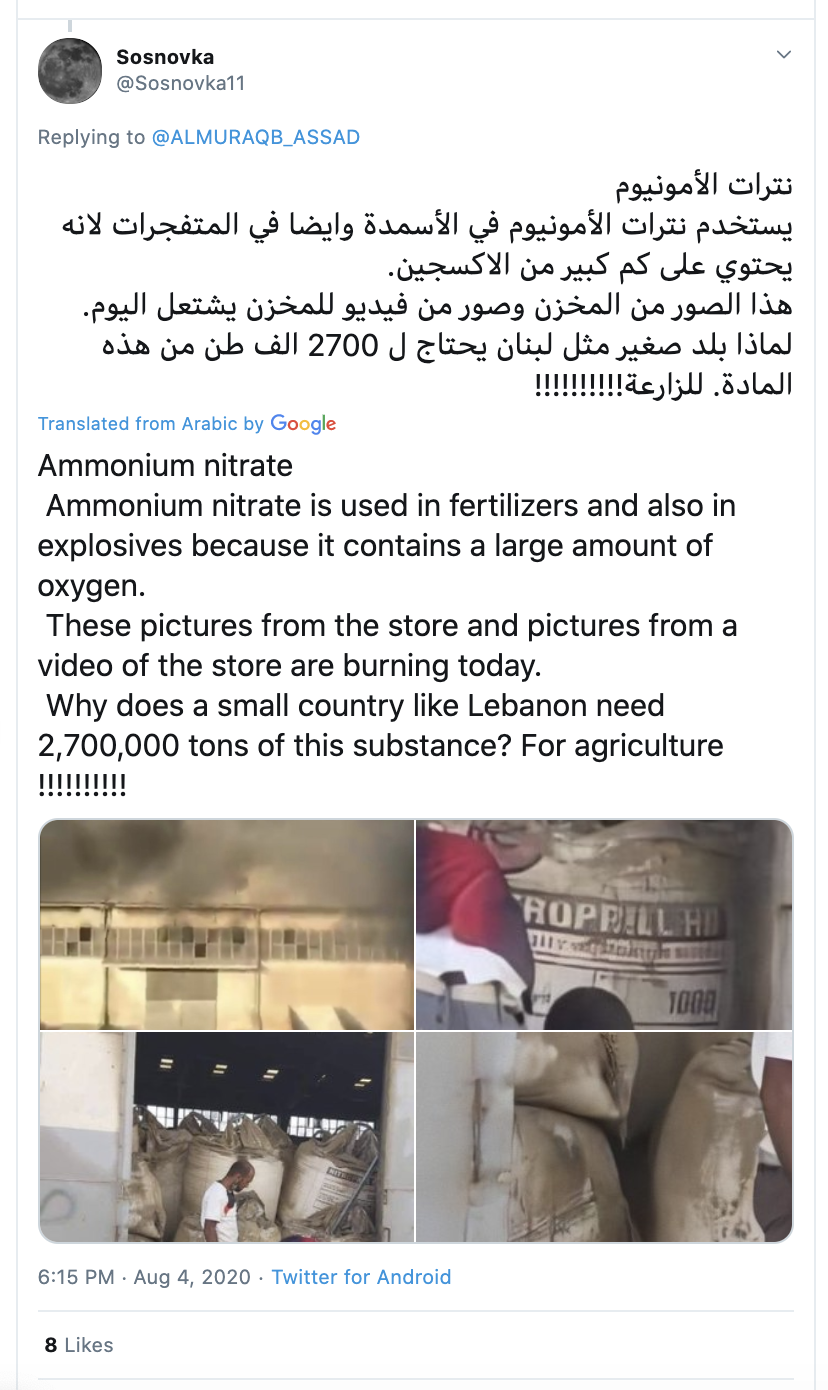 Sosnovka
@Sosnovka11
Replying to @ALMURAQB_ASSAD
نترات الأمونيوم
يستخدم نترات الأمونيوم في الأسمدة وايضا في المتفجرات لانه
يحتوي على كم كبير من الاكسجين.
هذا الصور من المخزن وصور من فيديو للمخزن يشتعل اليوم.
لماذا بلد صغير مثل لبنان يحتاج ل 2700 الف طن من هذه
المادة. للزارعة!!!!!!!!!!
Translated from Arabic by Google
Ammonium nitrate
Ammonium nitrate is used in fertilizers and also in
explosives because it contains a large amount of
oxygen.
These pictures from the store and pictures from a
video of the store are burning today.
Why does a small country like Lebanon need
2,700,000 tons of this substance? For agriculture
!!!!!!!!!!
1000
6:15 PM · Aug 4, 2020 · Twitter for Android
8 Likes